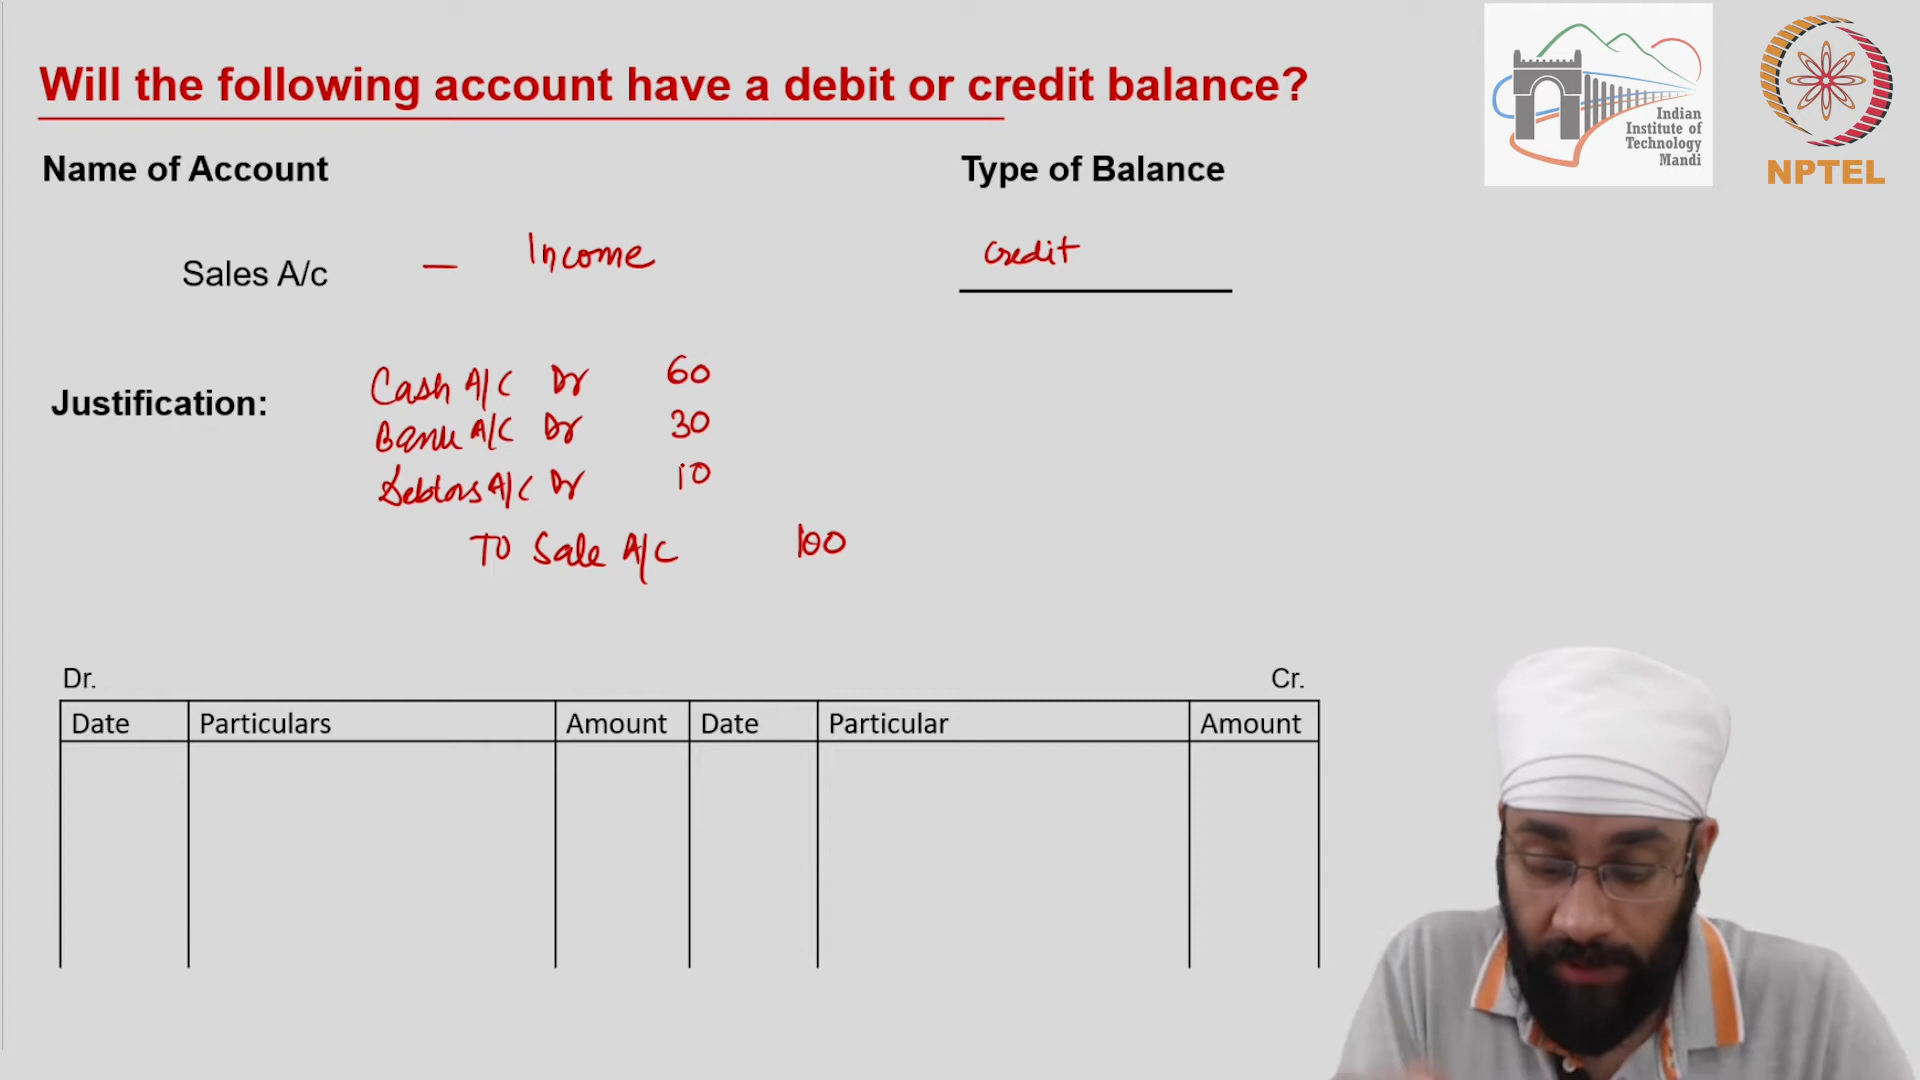 Will the following account have a debit or credit balance?
Indian
Institute of
Technology
Mandi
NPTEL
Name of Account
Type of Balance
Sales A/c — Income
Credit
Justification:
Cash A/C Dr 60
Bank A/C Dr 30
Debtors A/C Dr 10
To Sale A/C 100
Dr.
Cr.
Date Particulars Amount Date Particular Amount